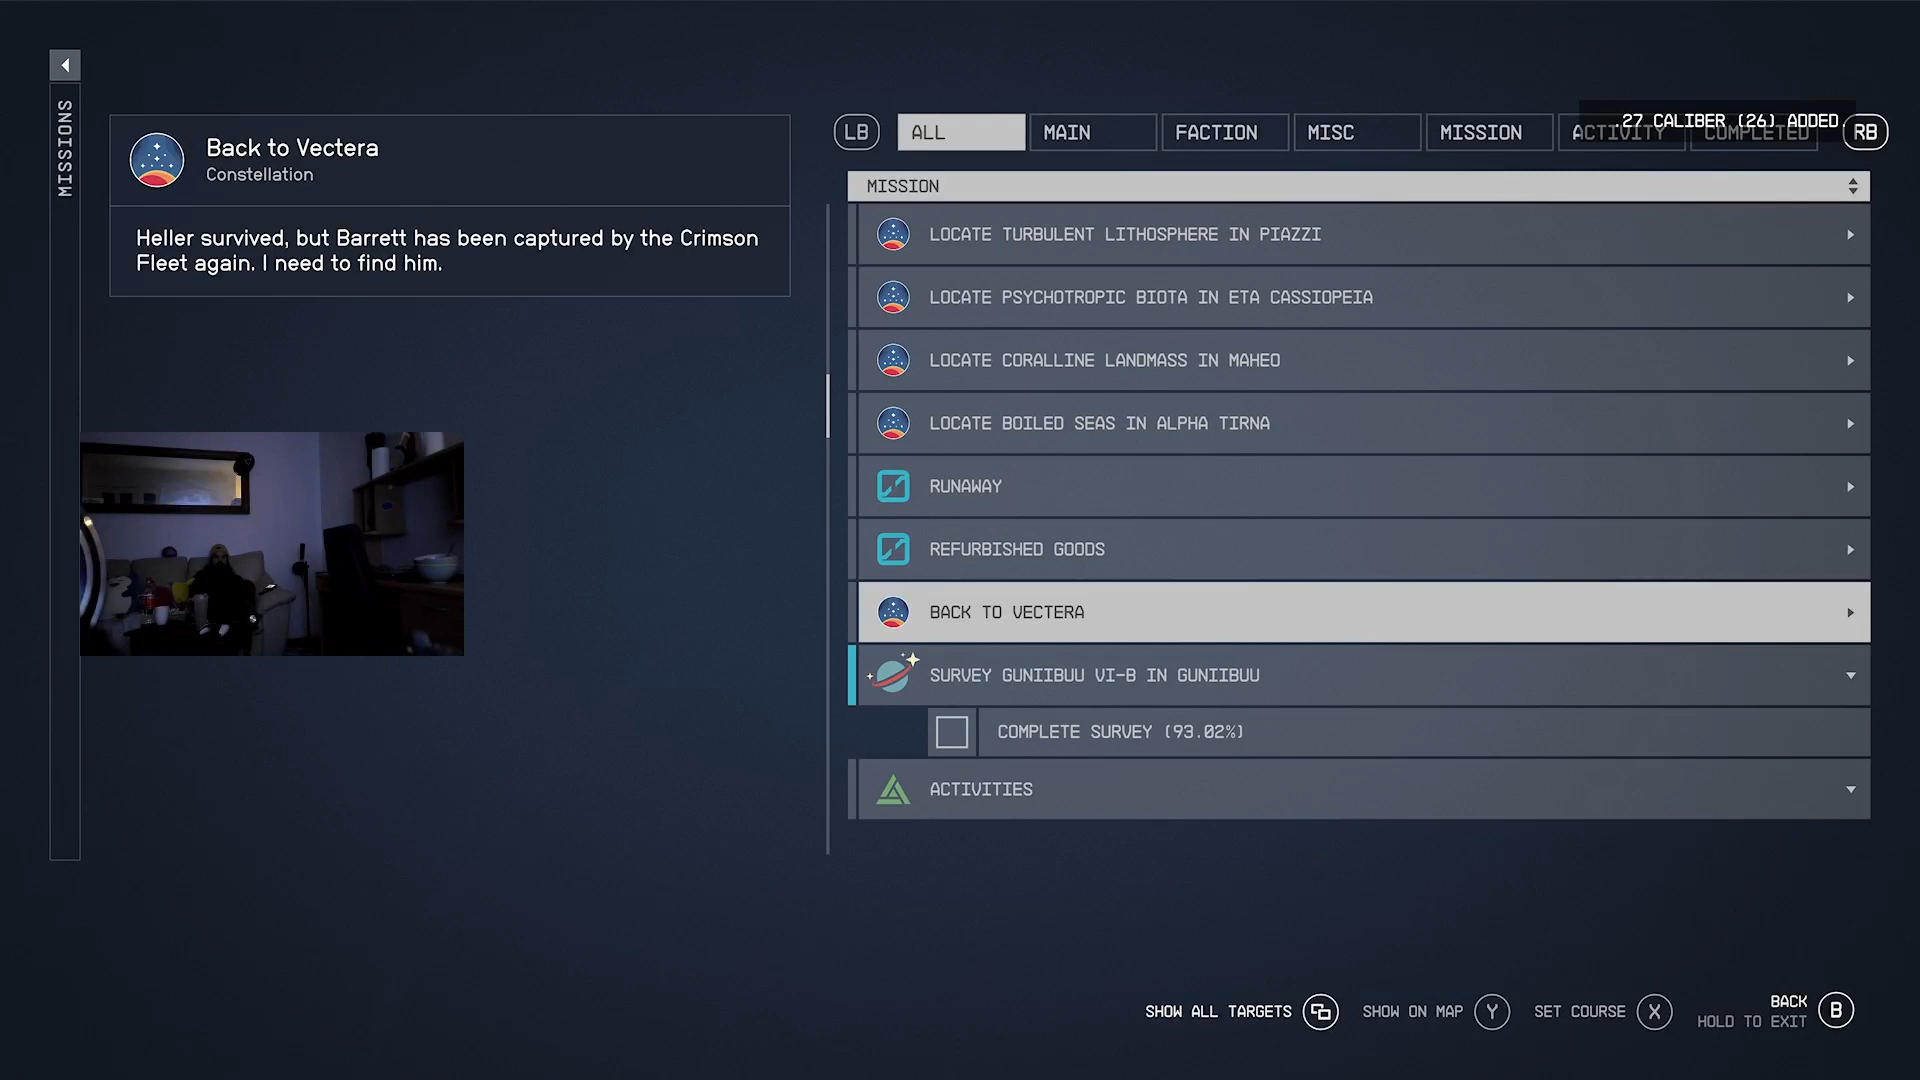 MISSIONS
Back to Vectera
Constellation
Heller survived, but Barrett has been captured by the Crimson
Fleet again. I need to find him.
LB
ALL
MAIN
FACTION
MISC
MISSION
ACTIVITY
COMPLETED
.27 CALIBER (26) ADDED.
RB
MISSION
LOCATE TURBULENT LITHOSPHERE IN PIAZZI
LOCATE PSYCHOTROPIC BIOTA IN ETA CASSIOPEIA
LOCATE CORALLINE LANDMASS IN MAHEO
LOCATE BOILED SEAS IN ALPHA TIRNA
RUNAWAY
REFURBISHED GOODS
BACK TO VECTERA
SURVEY GUNIIBUU VI-B IN GUNIIBUU
COMPLETE SURVEY (93.02%)
ACTIVITIES
SHOW ALL TARGETS
SHOW ON MAP Y
SET COURSE X
BACK
HOLD TO EXIT
B